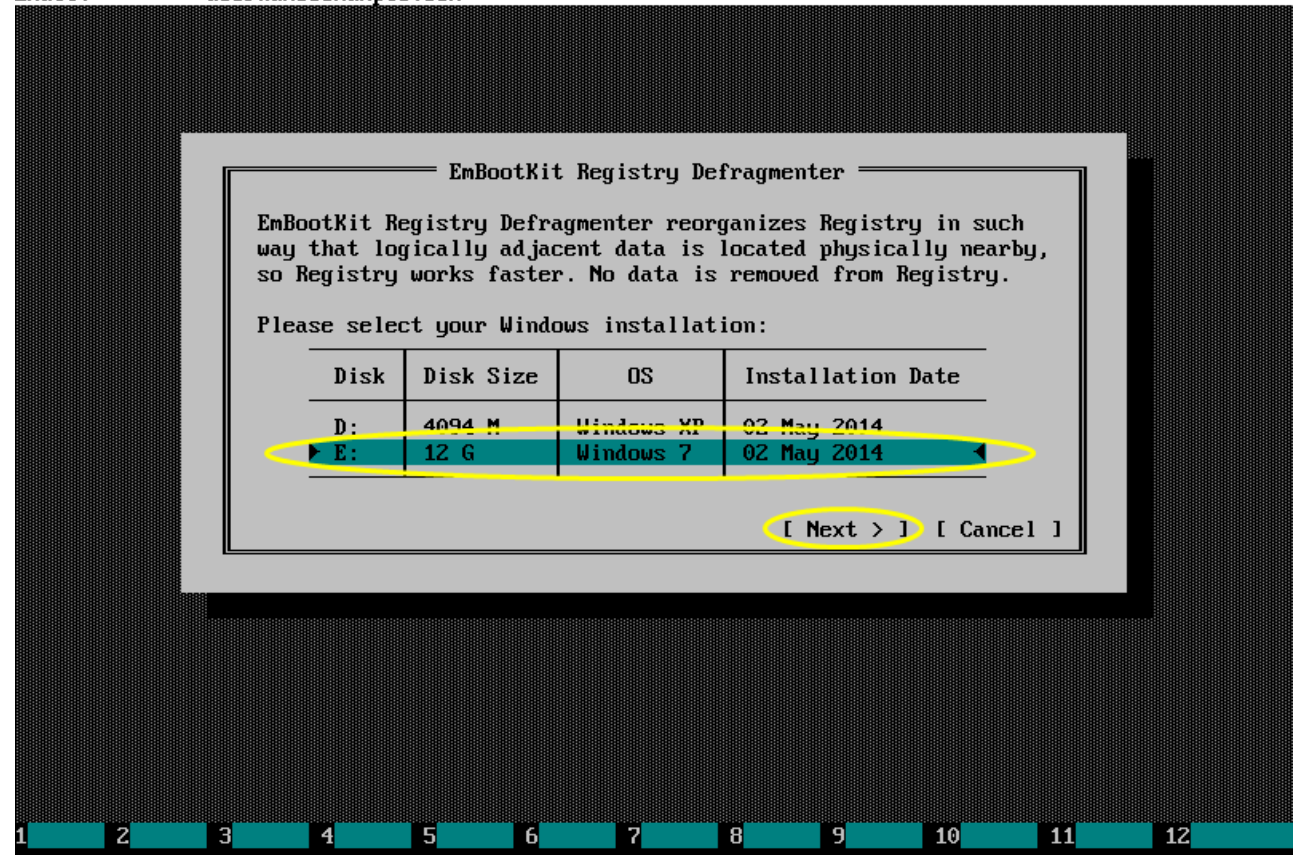 EmBootKit Registry Defragmenter
EmBootKit Registry Defragmenter reorganizes Registry in such
way that logically adjacent data is located physically nearby,
so Registry works faster. No data is removed from Registry.
Please select your Windows installation:
Disk Disk Size OS Installation Date
D: 4094 M Windows XP 02 May 2014
E: 12 G Windows 7 02 May 2014
[ Next > ] [ Cancel ]
1 2 3 4 5 6 7 8 9 10 11 12